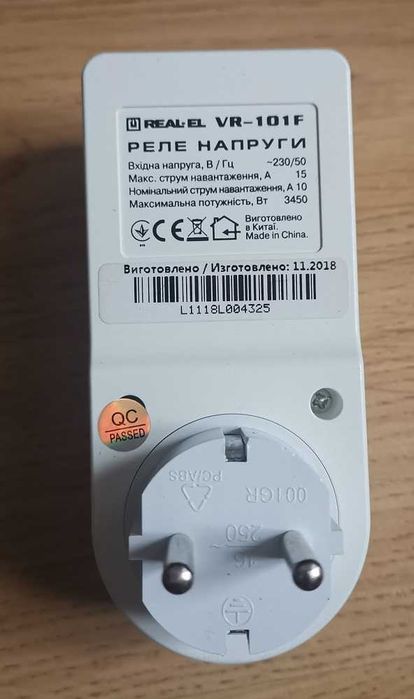 REAL-EL VR-101F
РЕЛЕ НАПРУГИ
Вхідна напруга, В / Гц ~230/50
Макс. струм навантаження, А 15
Номінальний струм навантаження, А 10
Максимальна потужність, Вт 3450
CE
Виготовлено
в Китаї.
Made in China.
Виготовлено / Изготовлено: 11.2018
L1118L004325
QC
PASSED
001GR
PC/ABS
16
250
~